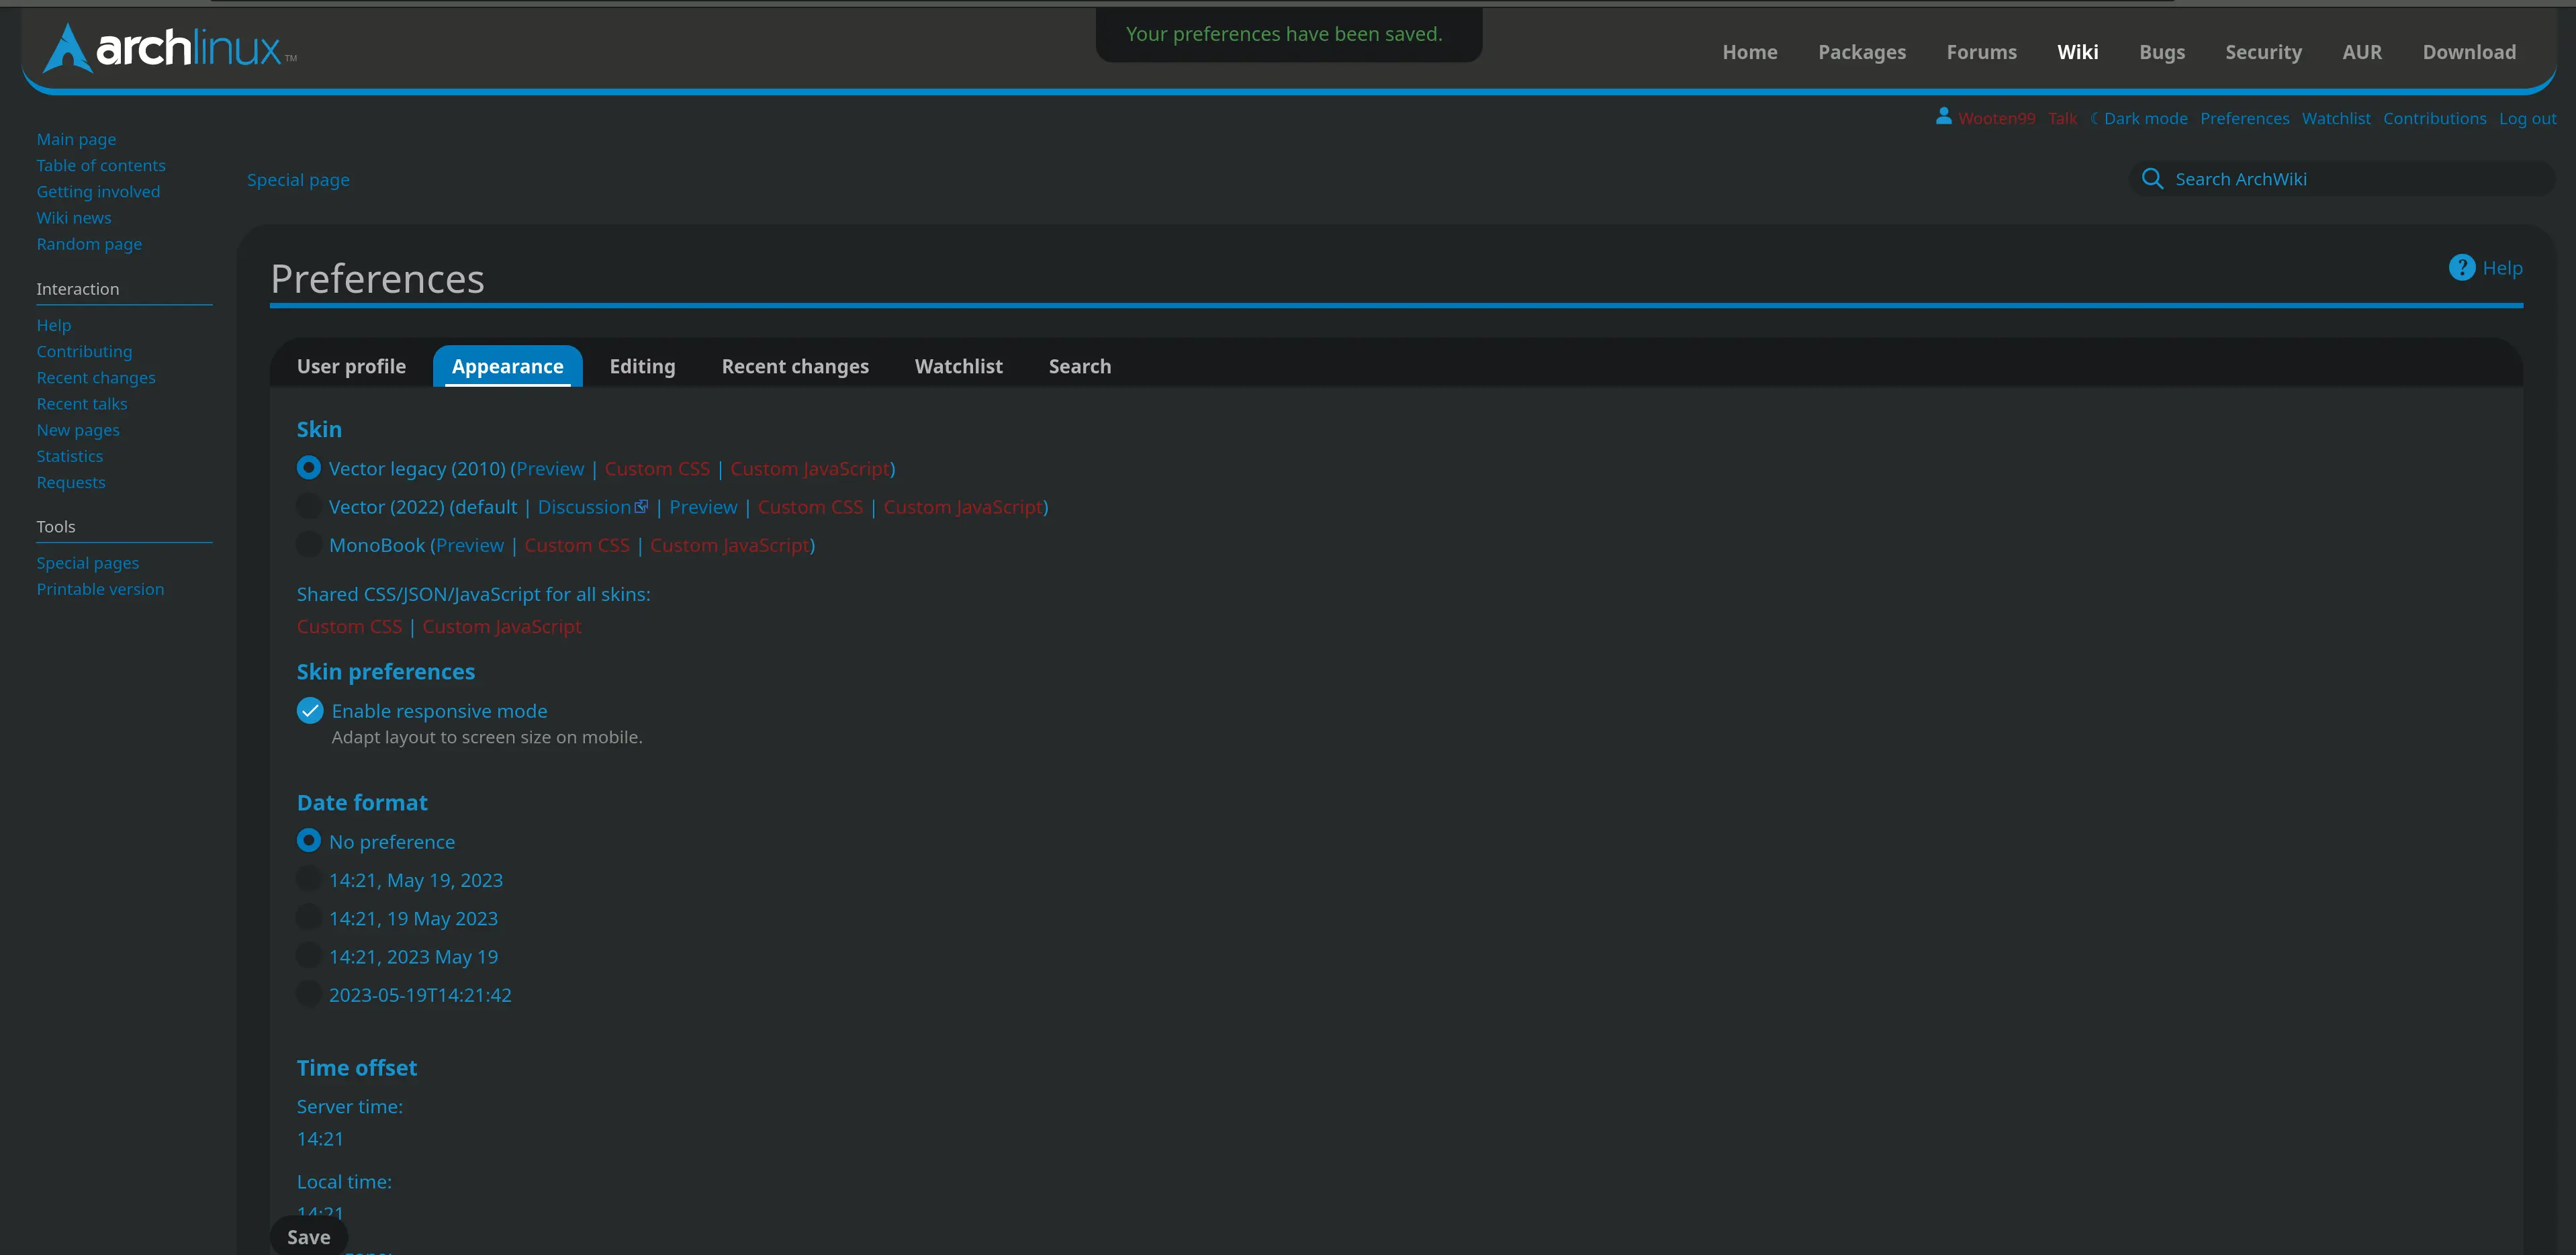 archlinux™
Your preferences have been saved.
Home Packages Forums Wiki Bugs Security AUR Download
Wooten99 Talk Dark mode Preferences Watchlist Contributions Log out
Main page
Table of contents
Getting involved
Wiki news
Random page
Interaction
Help
Contributing
Recent changes
Recent talks
New pages
Statistics
Requests
Tools
Special pages
Printable version
Special page
Search ArchWiki
Preferences
? Help
User profile Appearance Editing Recent changes Watchlist Search
Skin
Vector legacy (2010) (Preview | Custom CSS | Custom JavaScript)
Vector (2022) (default | Discussion | Preview | Custom CSS | Custom JavaScript)
MonoBook (Preview | Custom CSS | Custom JavaScript)
Shared CSS/JSON/JavaScript for all skins:
Custom CSS | Custom JavaScript
Skin preferences
Enable responsive mode
Adapt layout to screen size on mobile.
Date format
No preference
14:21, May 19, 2023
14:21, 19 May 2023
14:21, 2023 May 19
2023-05-19T14:21:42
Time offset
Server time:
14:21
Local time:
14:21
Save